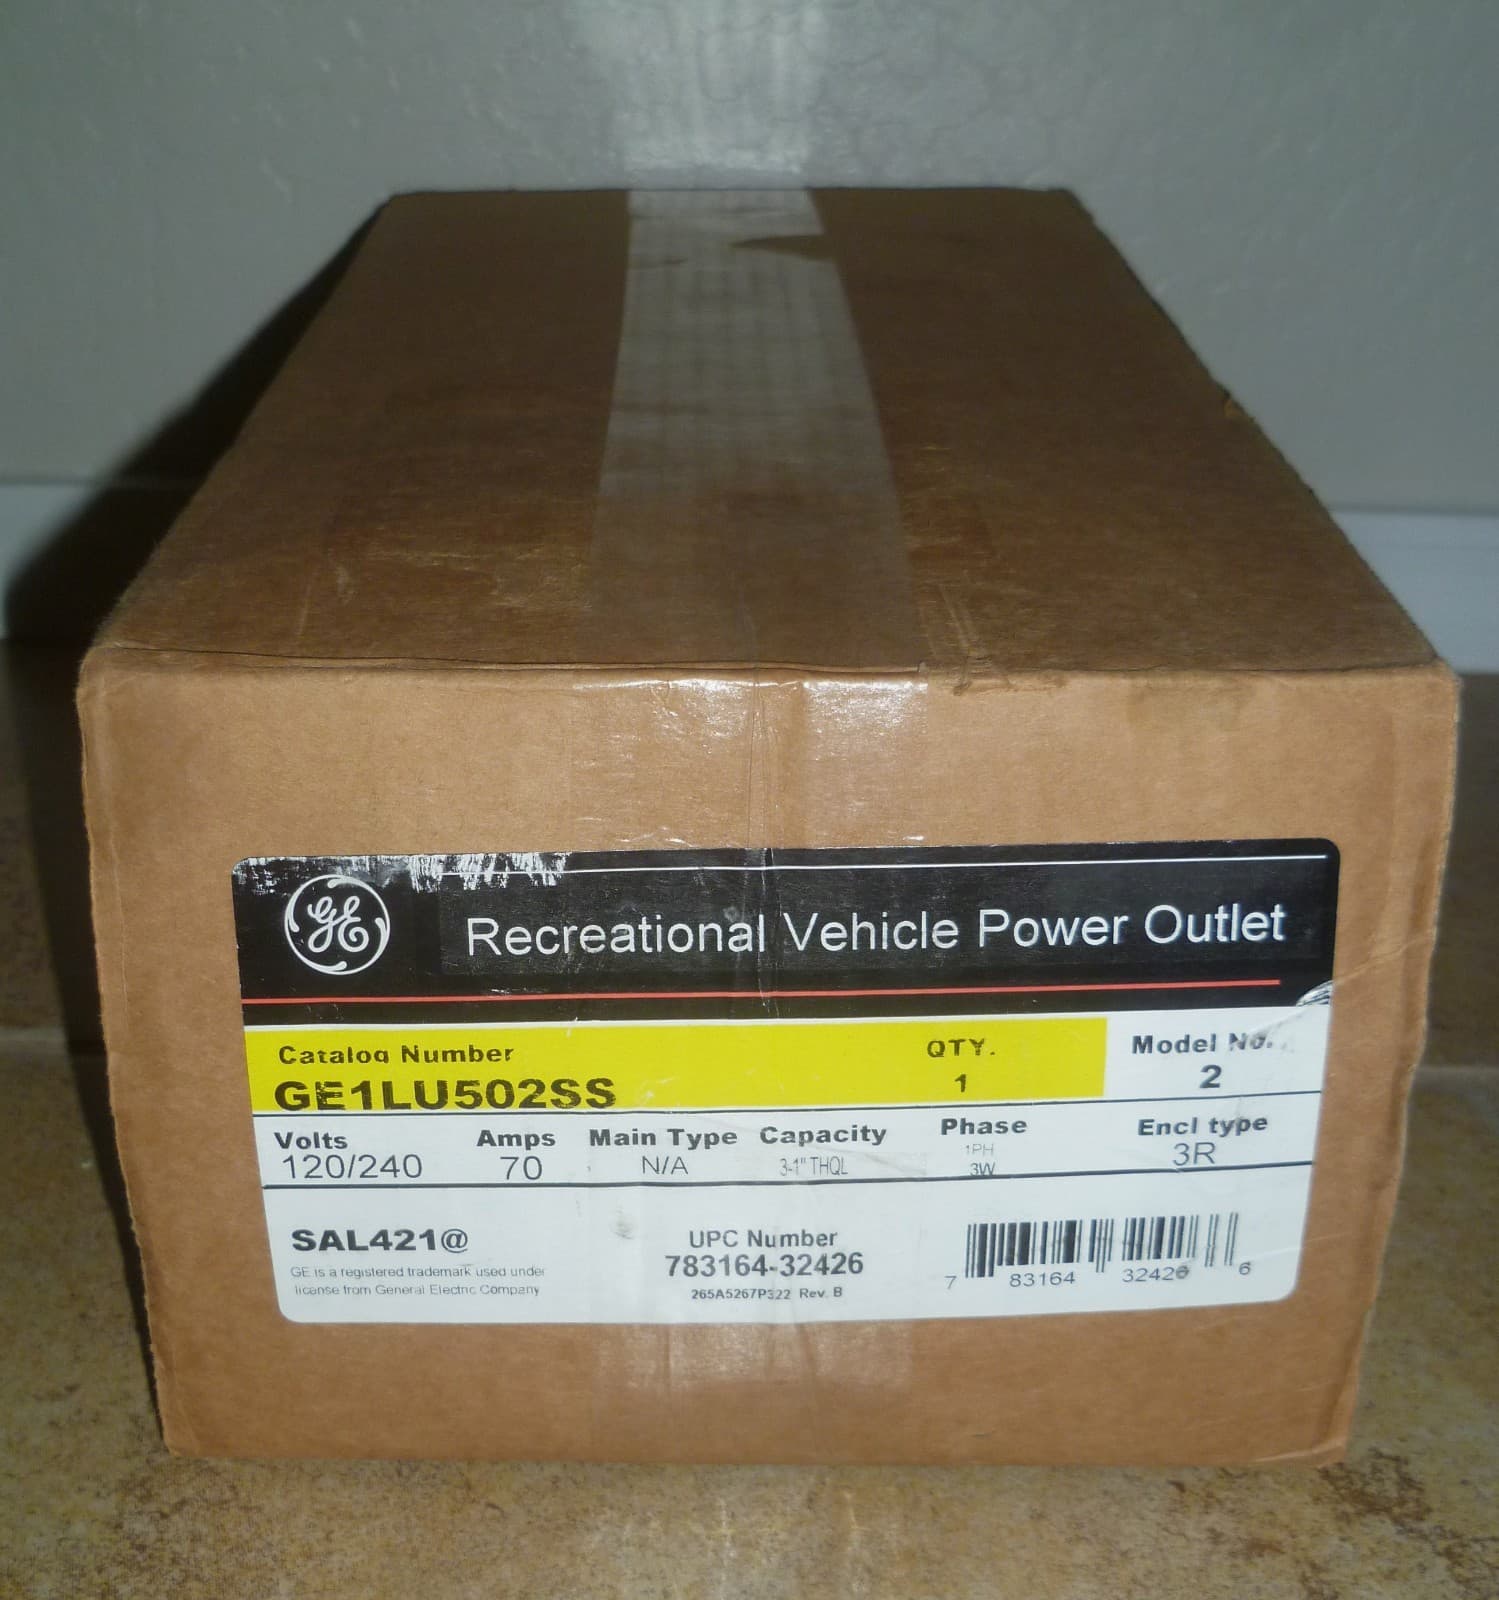 GE Recreational Vehicle Power Outlet
Catalog Number QTY. Model No.
GE1LU502SS 1 2
Volts Amps Main Type Capacity Phase Encl type
120/240 70 N/A 3-1" THQL 1PH 3R
3W
SAL421@
GE is a registered trademark used under
license from General Electric Company
UPC Number
783164-32426
265A5267P322 Rev. B
7 83164 32426 6